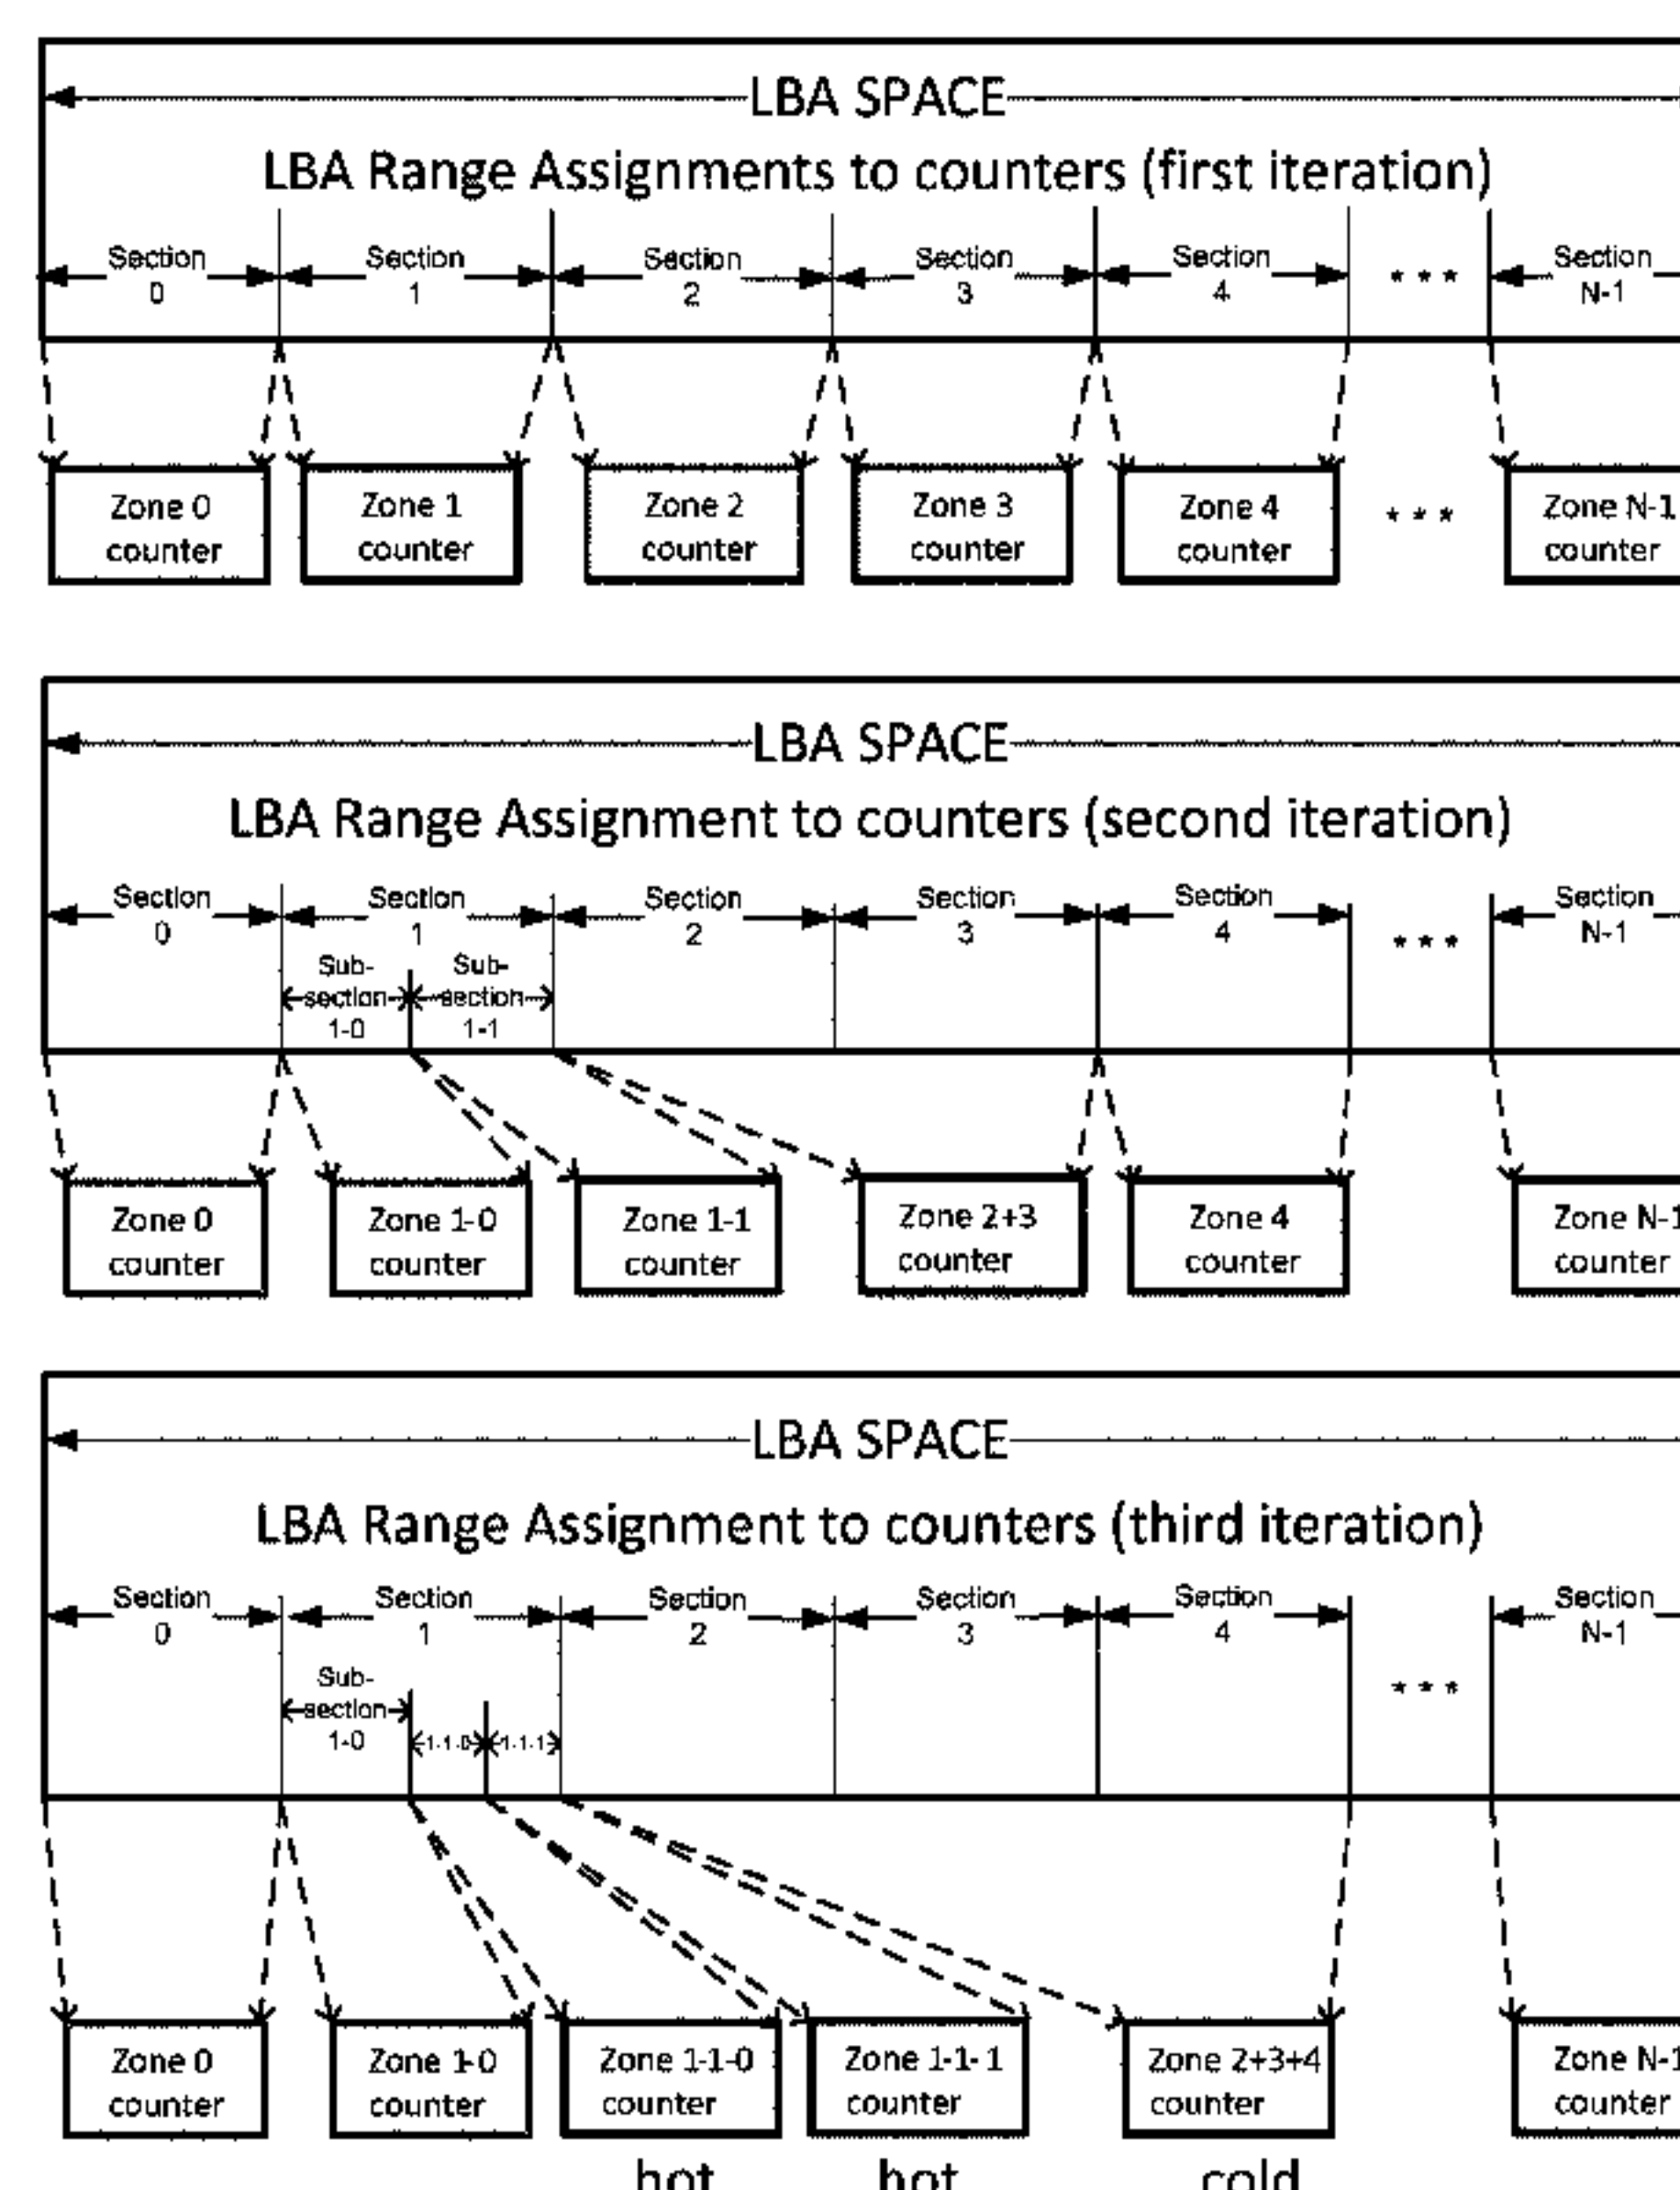 LBA SPACE
LBA Range Assignments to counters (first iteration)
Section Section Section Section Section Section
0 1 2 3 4 * * * N-1
Zone 0 Zone 1 Zone 2 Zone 3 Zone 4 * * * Zone N-1
counter counter counter counter counter counter
LBA SPACE
LBA Range Assignment to counters (second iteration)
Section Section Section Section Section Section
0 1 2 3 4 * * * N-1
Sub- Sub-
section section
1-0 1-1
Zone 0 Zone 1-0 Zone 1-1 Zone 2+3 Zone 4 Zone N-1
counter counter counter counter counter counter
LBA SPACE
LBA Range Assignment to counters (third iteration)
Section Section Section Section Section Section
0 1 2 3 4 N-1
Sub-
section * * *
1-0 1-1-0 1-1-1
Zone 0 Zone 1-0 Zone 1-1-0 Zone 1-1-1 Zone 2+3+4 Zone N-1
counter counter counter counter counter counter
hot hot cold